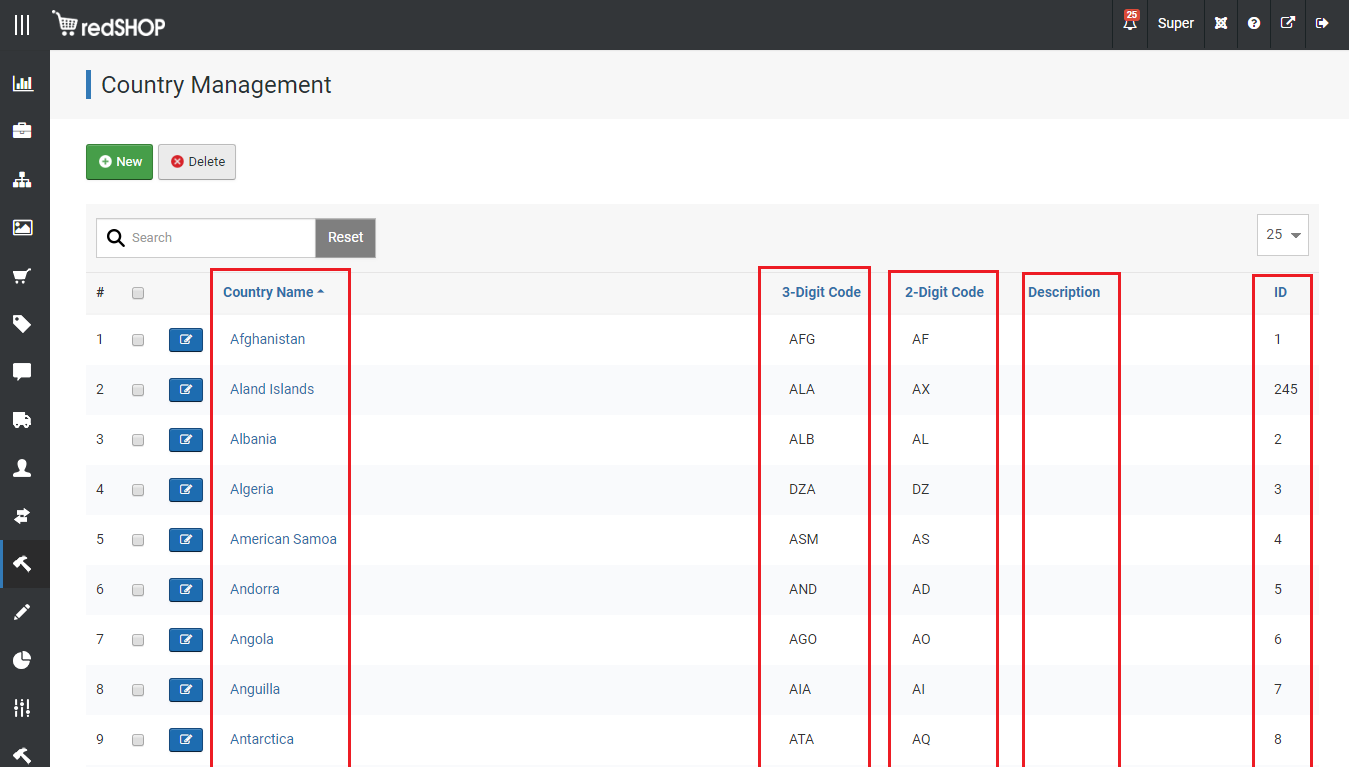 redSHOP
25
Super
Country Management
New Delete
Search Reset 25
# Country Name 3-Digit Code 2-Digit Code Description ID
1 Afghanistan AFG AF 1
2 Aland Islands ALA AX 245
3 Albania ALB AL 2
4 Algeria DZA DZ 3
5 American Samoa ASM AS 4
6 Andorra AND AD 5
7 Angola AGO AO 6
8 Anguilla AIA AI 7
9 Antarctica ATA AQ 8